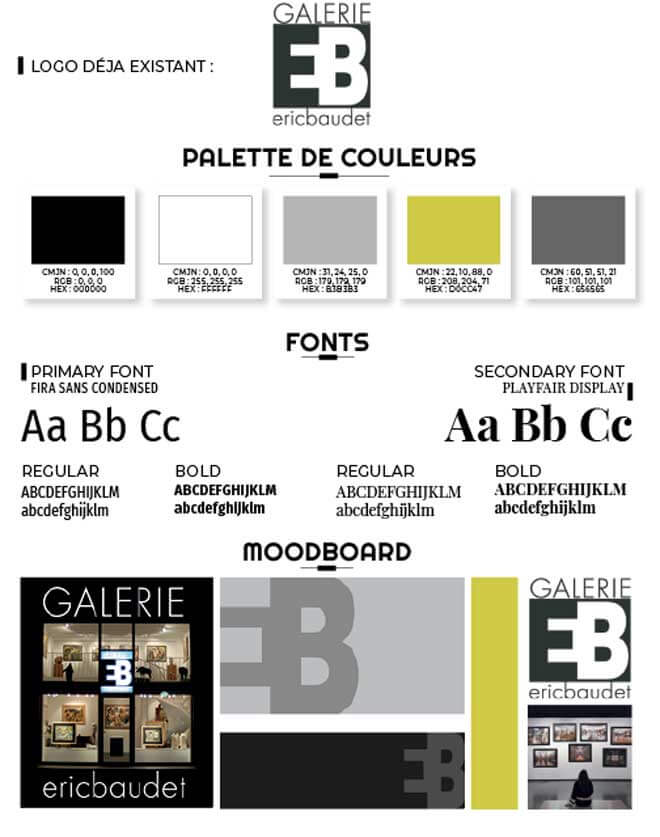 GALERIE
EB
ericbaudet
LOGO DÉJA EXISTANT :
PALETTE DE COULEURS
CMJN : 0, 0, 0, 100
RGB : 0, 0, 0
HEX : 000000
CMJN : 0, 0, 0, 0
RGB : 255, 255, 255
HEX : FFFFFF
CMJN : 31, 24, 25, 0
RGB : 179, 179, 179
HEX : B3B3B3
CMJN : 22, 10, 88, 0
RGB : 208, 204, 71
HEX : D0CC47
CMJN : 60, 51, 51, 21
RGB : 101, 101, 101
HEX : 656565
FONTS
PRIMARY FONT
FIRA SANS CONDENSED
Aa Bb Cc
REGULAR
ABCDEFGHIJKLM
abcdefghijklm
BOLD
ABCDEFGHIJKLM
abcdefghijklm
SECONDARY FONT
PLAYFAIR DISPLAY
Aa Bb Cc
REGULAR
ABCDEFGHIJKLM
abcdefghijklm
BOLD
ABCDEFGHIJKLM
abcdefghijklm
MOODBOARD
GALERIE
EB
ericbaudet
EB
EB
GALERIE
EB
ericbaudet